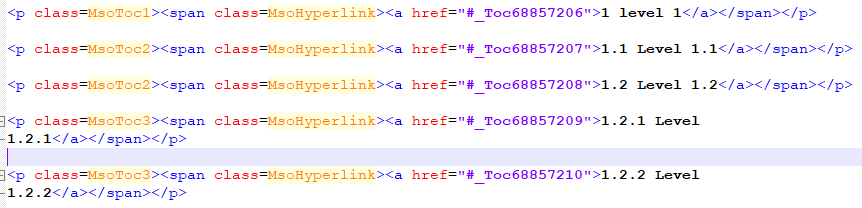 <p class=MsoToc1><span class=MsoHyperlink><a href="#_Toc68857206">1 level 1</a></span></p>
<p class=MsoToc2><span class=MsoHyperlink><a href="#_Toc68857207">1.1 Level 1.1</a></span></p>
<p class=MsoToc2><span class=MsoHyperlink><a href="#_Toc68857208">1.2 Level 1.2</a></span></p>
<p class=MsoToc3><span class=MsoHyperlink><a href="#_Toc68857209">1.2.1 Level
1.2.1</a></span></p>
<p class=MsoToc3><span class=MsoHyperlink><a href="#_Toc68857210">1.2.2 Level
1.2.2</a></span></p>